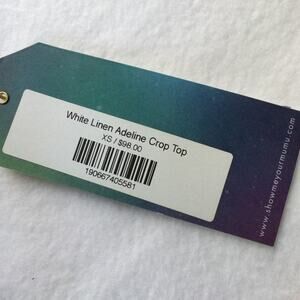 White Linen Adeline Crop Top
XS / $98.00
190667405581
www.showmeyourmumu.com